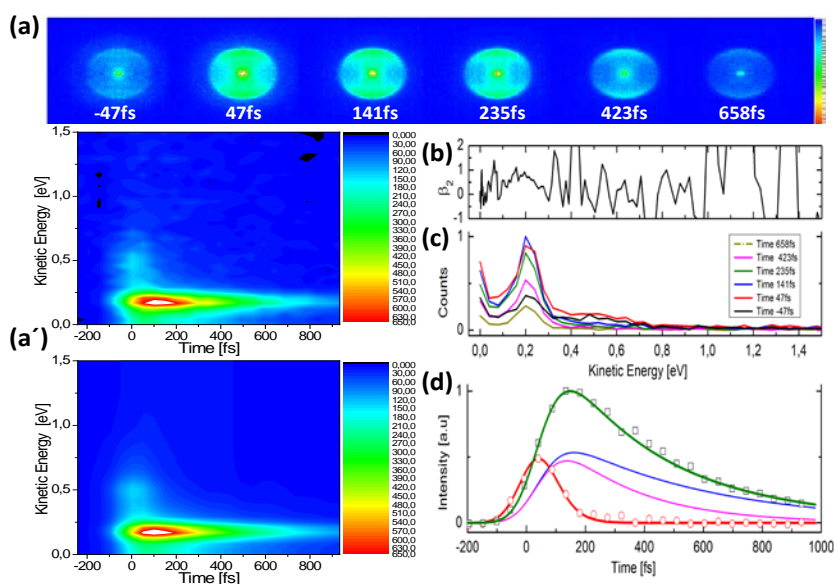 (a)
-47fs 47fs 141fs 235fs 423fs 658fs
1,5
1,0
0,5
0,0
Kinetic Energy [eV]
-200 0 200 400 600 800
Time [fs]
0,000
30,00
60,00
90,00
120,0
150,0
180,0
210,0
240,0
270,0
300,0
330,0
360,0
390,0
420,0
450,0
480,0
510,0
540,0
570,0
600,0
630,0
650,0
(b)
2
1
0
-1
β_2
(c)
1
0
Counts
Time 658fs
Time 423fs
Time 235fs
Time 141fs
Time 47fs
Time -47fs
0,0 0,2 0,4 0,6 0,8 1,0 1,2 1,4
Kinetic Energy [eV]
(a´)
1,5
1,0
0,5
0,0
Kinetic Energy [eV]
-200 0 200 400 600 800
Time [fs]
0,000
30,00
60,00
90,00
120,0
150,0
180,0
210,0
240,0
270,0
300,0
330,0
360,0
390,0
420,0
450,0
480,0
510,0
540,0
570,0
600,0
630,0
650,0
(d)
1
0
Intensity [a.u]
-200 0 200 400 600 800 1000
Time [fs]